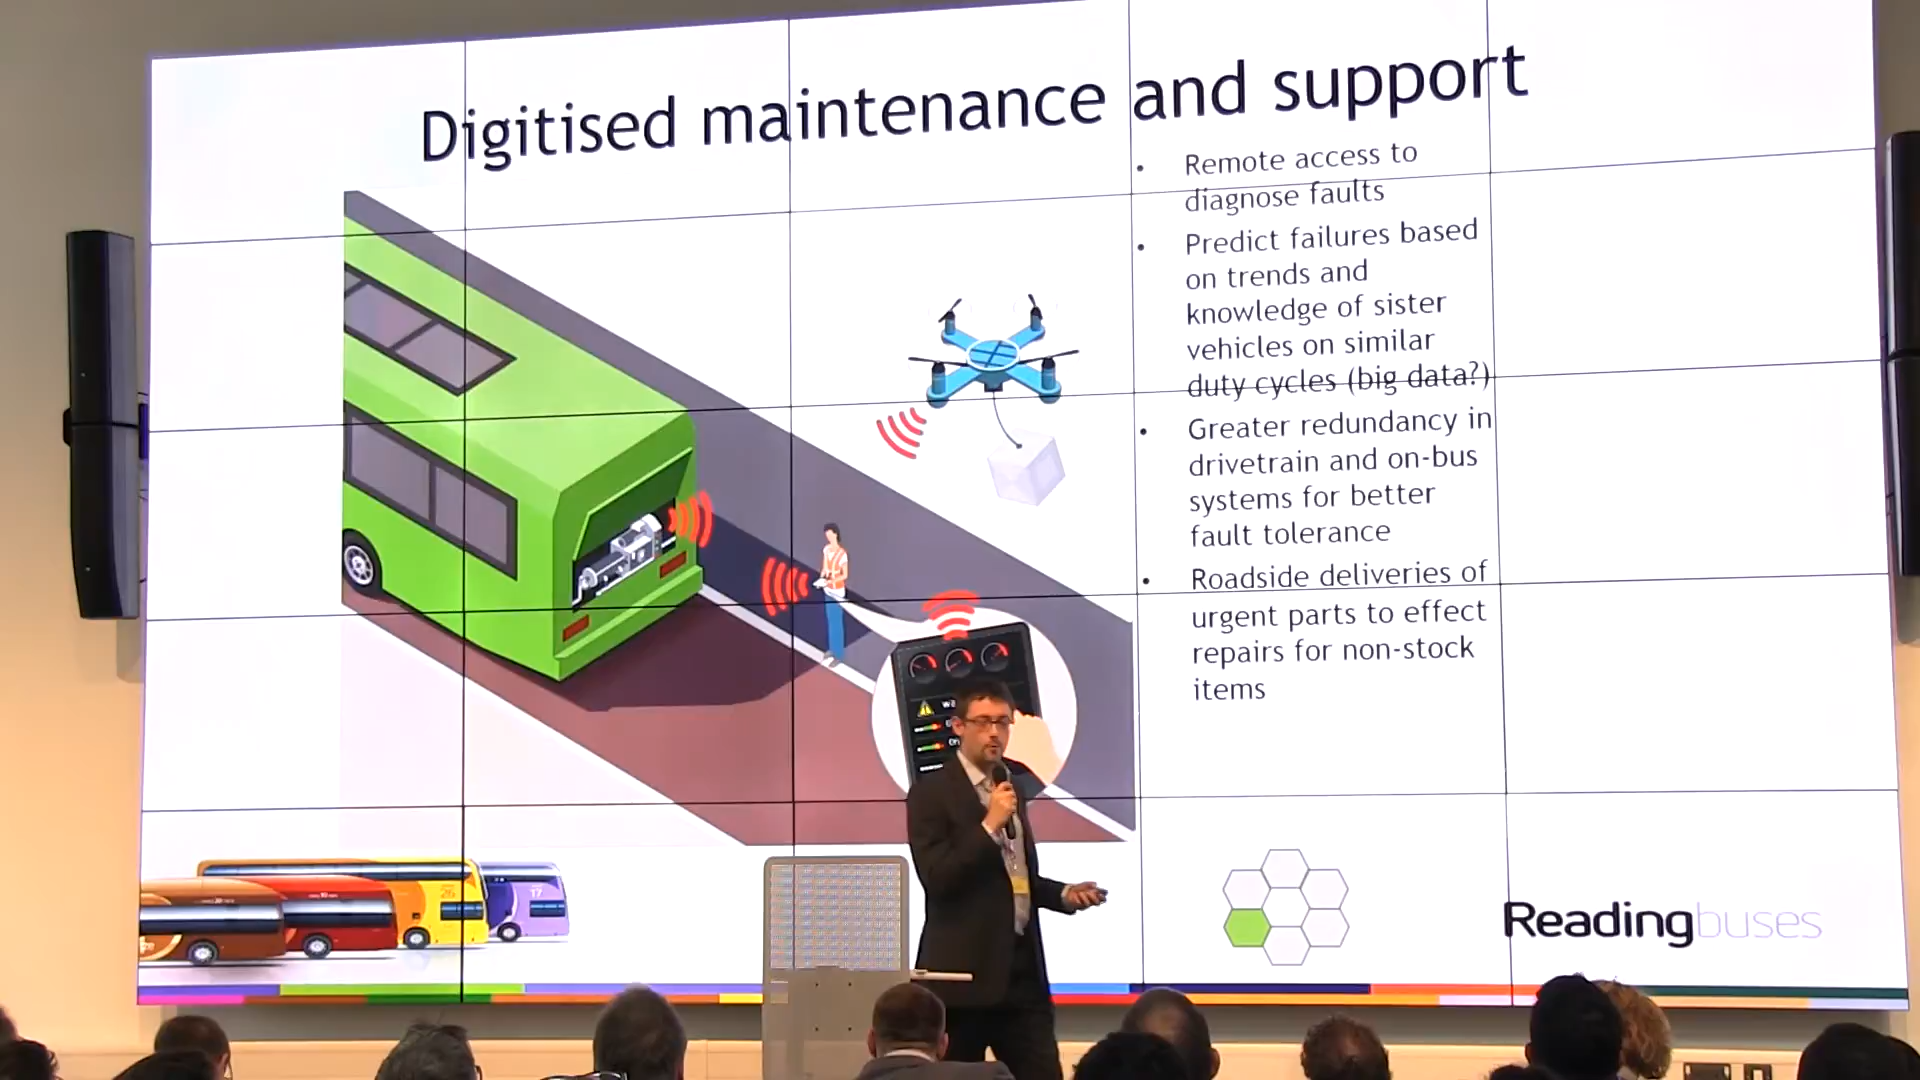 Digitised maintenance and support
• Remote access to
diagnose faults
• Predict failures based
on trends and
knowledge of sister
vehicles on similar
duty cycles (big data?)
• Greater redundancy in
drivetrain and on-bus
systems for better
fault tolerance
• Roadside deliveries of
urgent parts to effect
repairs for non-stock
items
26
17
Readingbuses